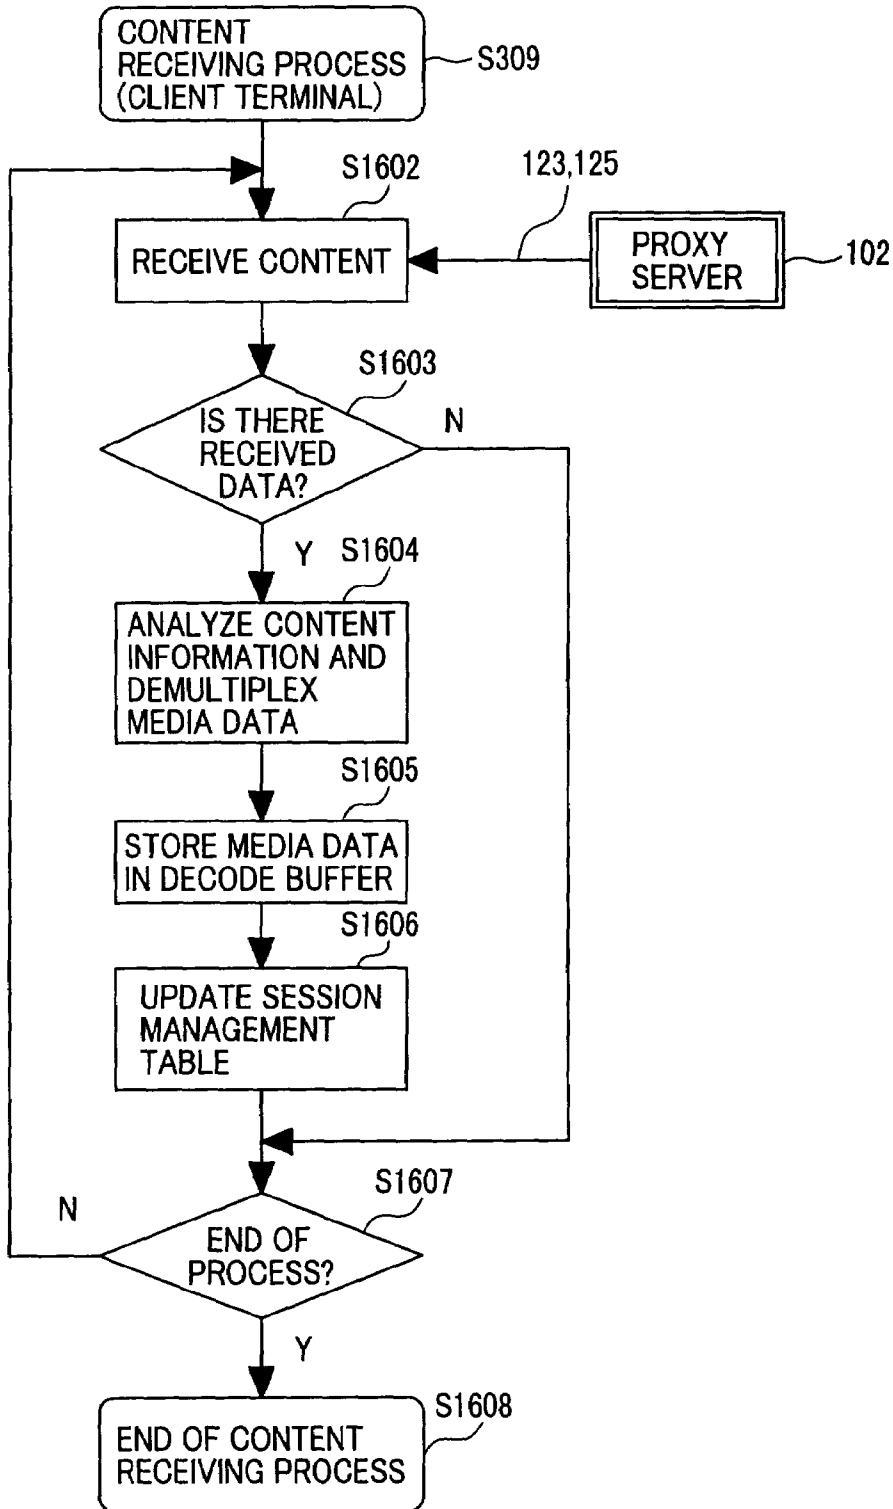 CONTENT
RECEIVING PROCESS
(CLIENT TERMINAL)
S309
S1602
123,125
RECEIVE CONTENT
PROXY
SERVER
102
S1603
IS THERE
RECEIVED
DATA?
N
Y
S1604
ANALYZE CONTENT
INFORMATION AND
DEMULTIPLEX
MEDIA DATA
S1605
STORE MEDIA DATA
IN DECODE BUFFER
S1606
UPDATE SESSION
MANAGEMENT
TABLE
S1607
N
END OF
PROCESS?
Y
S1608
END OF CONTENT
RECEIVING PROCESS